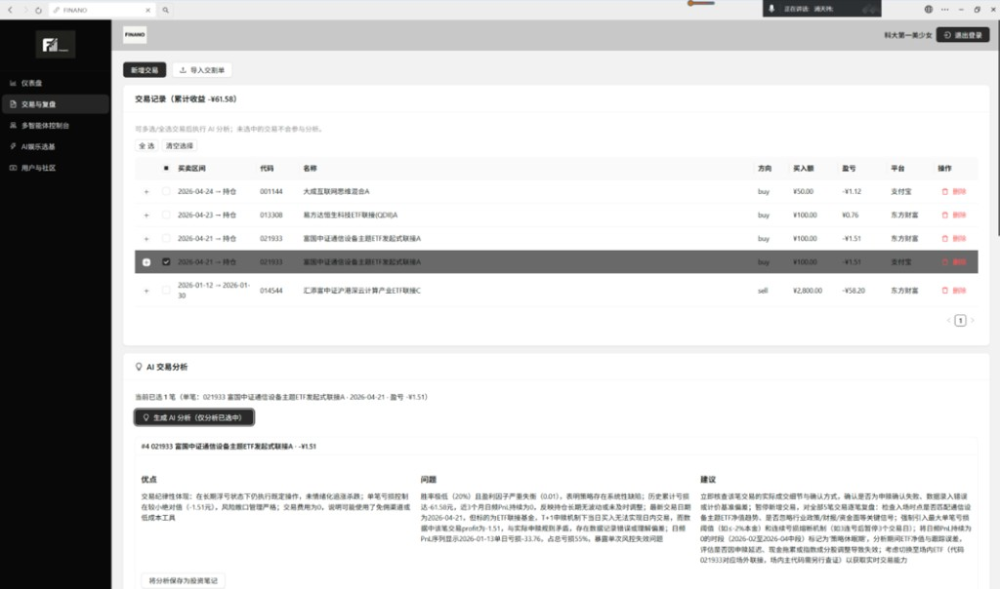 FINANO
正在讲话: 浦天玮;
FINANO
科大第一美少女
退出登录
仪表盘
交易与复盘
多智能体控制台
AI娱乐选基
用户与社区
新增交易
导入交割单
交易记录（累计收益 -¥61.58）
可多选/全选交易后执行 AI 分析；未选中的交易不会参与分析。
全 选
清空选择
买卖区间 代码 名称 方向 买入额 盈亏 平台 操作
2026-04-24 → 持仓 001144 大成互联网思维混合A buy ¥50.00 -¥1.12 支付宝 删除
2026-04-23 → 持仓 013308 易方达恒生科技ETF联接(QDII)A buy ¥100.00 ¥0.76 东方财富 删除
2026-04-21 → 持仓 021933 富国中证通信设备主题ETF发起式联接A buy ¥100.00 -¥1.51 东方财富 删除
2026-04-21 → 持仓 021933 富国中证通信设备主题ETF发起式联接A buy ¥100.00 -¥1.51 支付宝 删除
2026-01-12 → 2026-01-30 014544 汇添富中证沪港深云计算产业ETF联接C sell ¥2,800.00 -¥58.20 东方财富 删除
1
AI 交易分析
当前已选 1 笔（单笔：021933 富国中证通信设备主题ETF发起式联接A · 2026-04-21 · 盈亏 -¥1.51）
生成 AI 分析（仅分析已选中）
#4 021933 富国中证通信设备主题ETF发起式联接A · -¥1.51
优点
交易纪律性体现：在长期浮亏状态下仍执行既定操作，未情绪化追涨杀跌；单笔亏损控制
在较小绝对值（-1.51元），风险敞口管理严格；交易费用为0，说明可能使用了免佣渠道或
低成本工具
问题
胜率极低（20%）且盈利因子严重失衡（0.01），表明策略存在系统性缺陷；历史累计亏损
达-61.58元，近3个月日频PnL持续为0，反映持仓长期无波动或未及时调整；最新交易日期
为2026-04-21，但标的为ETF联接基金，T+1申赎机制下当日买入无法实现日内交易，而数
据中该笔交易profit为-1.51，与实际申赎规则矛盾，存在数据记录错误或理解偏差；日频
PnL序列显示2026-01-13单日亏损-33.76，占总亏损55%，暴露单次风控失效问题
建议
立即核查该笔交易的实际成交细节与确认方式，确认是否为申赎确认失败、数据录入错误
或计价基准偏差；暂停新增交易，对全部5笔交易逐笔复盘：检查入场时点是否匹配通信设
备主题ETF净值趋势、是否忽略行业政策/财报/资金面等关键信号；强制引入最大单笔亏损
阈值（如≤-2%本金）和连续亏损熔断机制（如3连亏后暂停3个交易日）；将日频PnL持续为
0的时段（2026-02至2026-04中段）标记为'策略休眠期'，分析期间ETF净值与跟踪误差，
评估是否因申赎延迟、现金拖累或指数成分股调整导致失效；考虑切换至场内ETF（代码
021933对应场外联接，场内主代码需另行查证）以获取实时交易能力
将分析保存为投资笔记